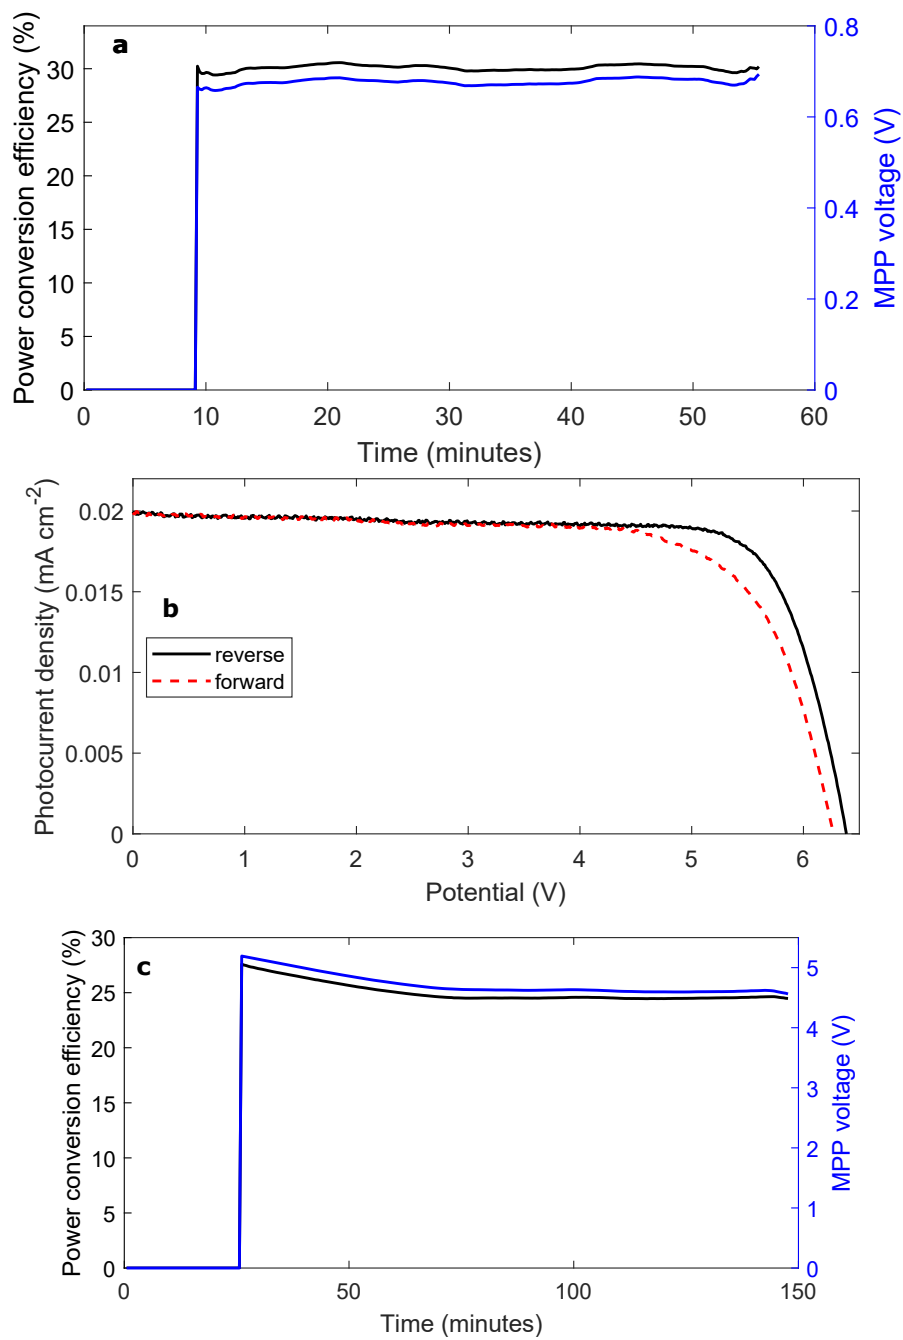 a
Power conversion efficiency (%)
30
25
20
15
10
5
0
0.8
0.6
0.4
0.2
0
MPP voltage (V)
0 10 20 30 40 50 60
Time (minutes)
b
Photocurrent density (mA cm⁻²)
0.02
0.015
0.01
0.005
0
reverse
forward
0 1 2 3 4 5 6
Potential (V)
c
Power conversion efficiency (%)
30
25
20
15
10
5
0
5
4
3
2
1
0
MPP voltage (V)
0 50 100 150
Time (minutes)